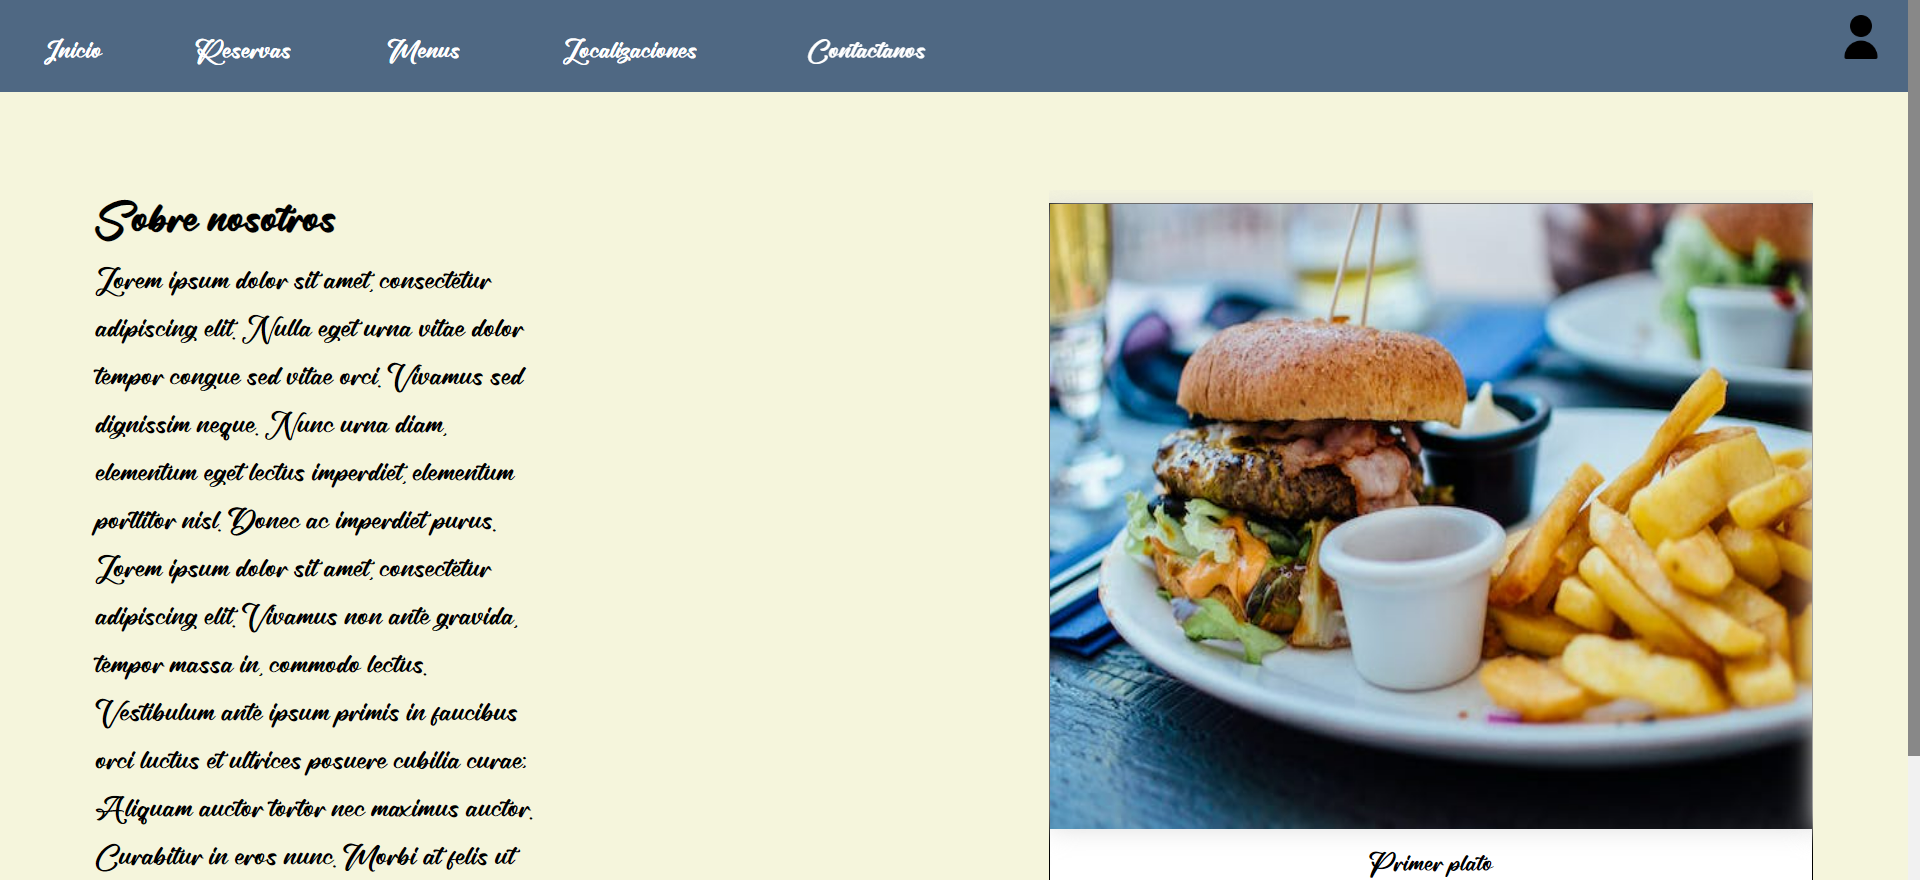 Inicio Reservas Menus Localizaciones Contactanos
Sobre nosotros
Lorem ipsum dolor sit amet, consectetur
adipiscing elit. Nulla eget urna vitae dolor
tempor congue sed vitae orci. Vivamus sed
dignissim neque. Nunc urna diam,
elementum eget lectus imperdiet, elementum
porttitor nisl. Donec ac imperdiet purus.
Lorem ipsum dolor sit amet, consectetur
adipiscing elit. Vivamus non ante gravida,
tempor massa in, commodo lectus.
Vestibulum ante ipsum primis in faucibus
orci luctus et ultrices posuere cubilia curae;
Aliquam auctor tortor nec maximus auctor.
Curabitur in eros nunc. Morbi at felis ut
Primer plato